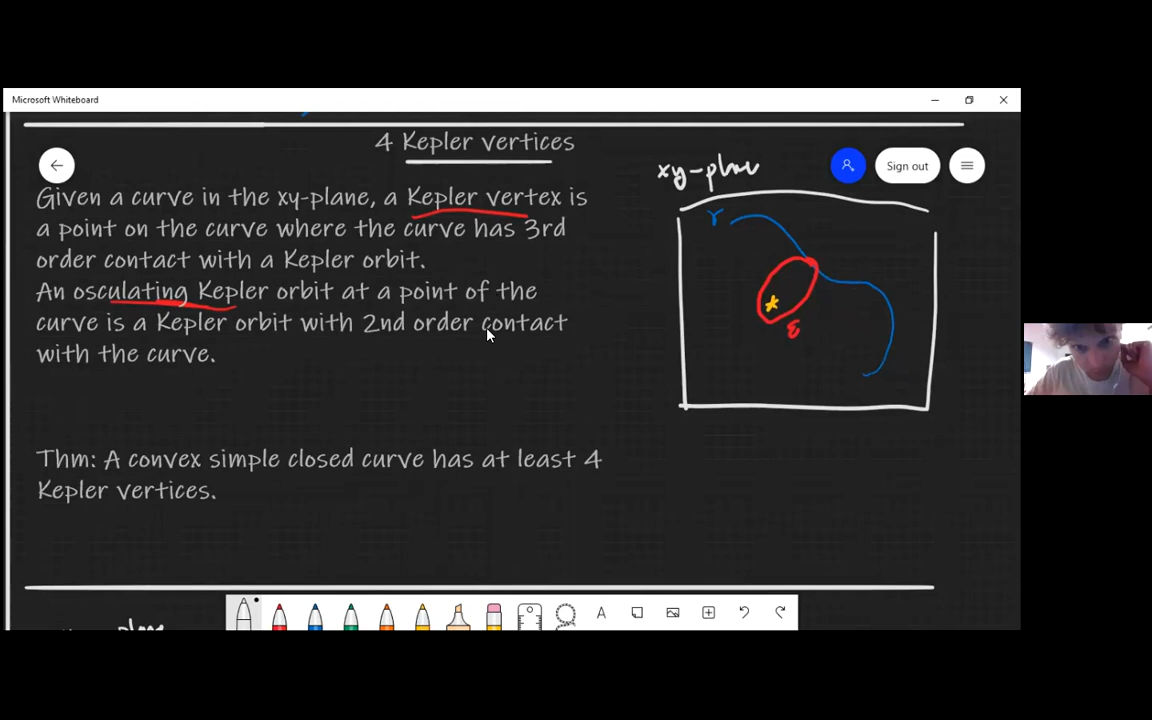 Microsoft Whiteboard
4 Kepler vertices
xy-plane
Sign out
Given a curve in the xy-plane, a Kepler vertex is
a point on the curve where the curve has 3rd
order contact with a Kepler orbit.
An osculating Kepler orbit at a point of the
curve is a Kepler orbit with 2nd order contact
with the curve.
Thm: A convex simple closed curve has at least 4
Kepler vertices.
A